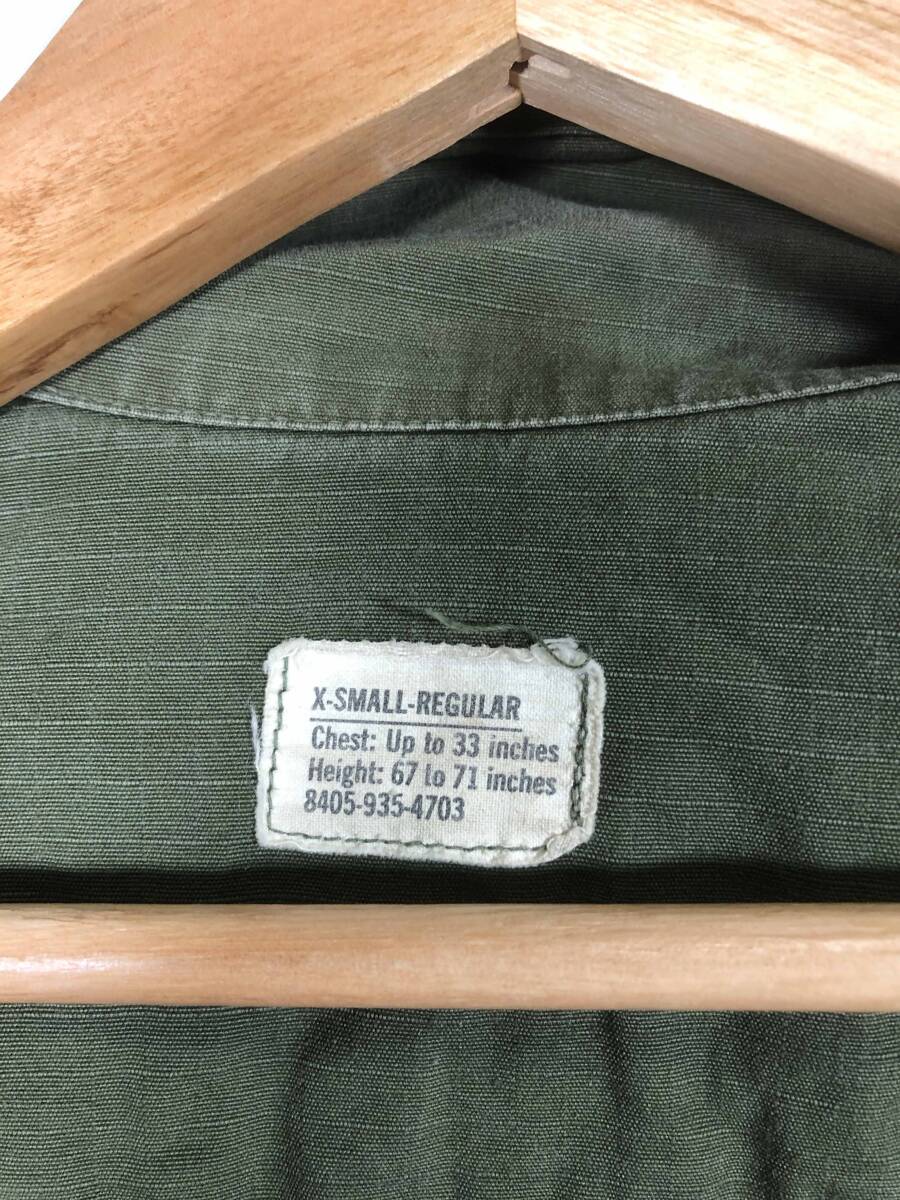 X-SMALL-REGULAR
Chest: Up to 33 inches
Height: 67 to 71 inches
8405-935-4703